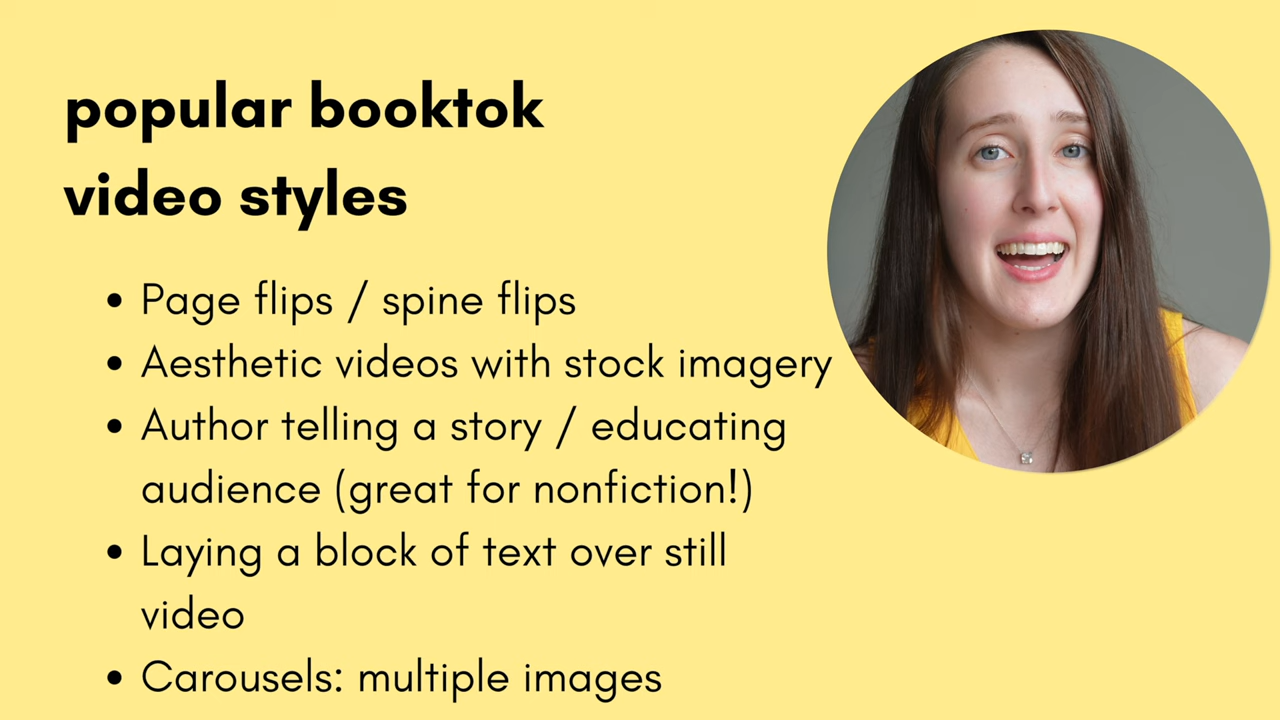 popular booktok
video styles
• Page flips / spine flips
• Aesthetic videos with stock imagery
• Author telling a story / educating
audience (great for nonfiction!)
• Laying a block of text over still
video
• Carousels: multiple images